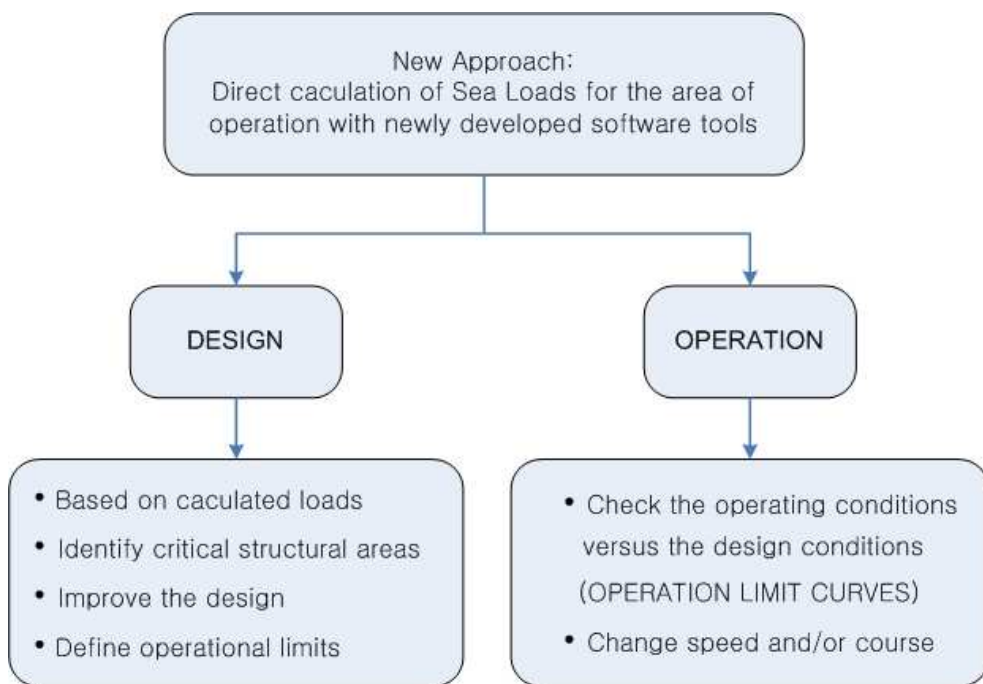 New Approach:
Direct caculation of Sea Loads for the area of
operation with newly developed software tools
DESIGN
OPERATION
• Based on caculated loads
• Identify critical structural areas
• Improve the design
• Define operational limits
• Check the operating conditions
versus the design conditions
(OPERATION LIMIT CURVES)
• Change speed and/or course